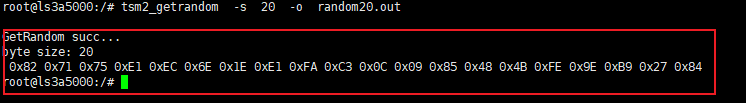 root@ls3a5000:/# tsm2_getrandom  -s  20  -o  random20.out
GetRandom succ...
byte size: 20
0x82 0x71 0x75 0xE1 0xEC 0x6E 0x1E 0xE1 0xFA 0xC3 0x0C 0x09 0x85 0x48 0x4B 0xFE 0x9E 0xB9 0x27 0x84
root@ls3a5000:/#